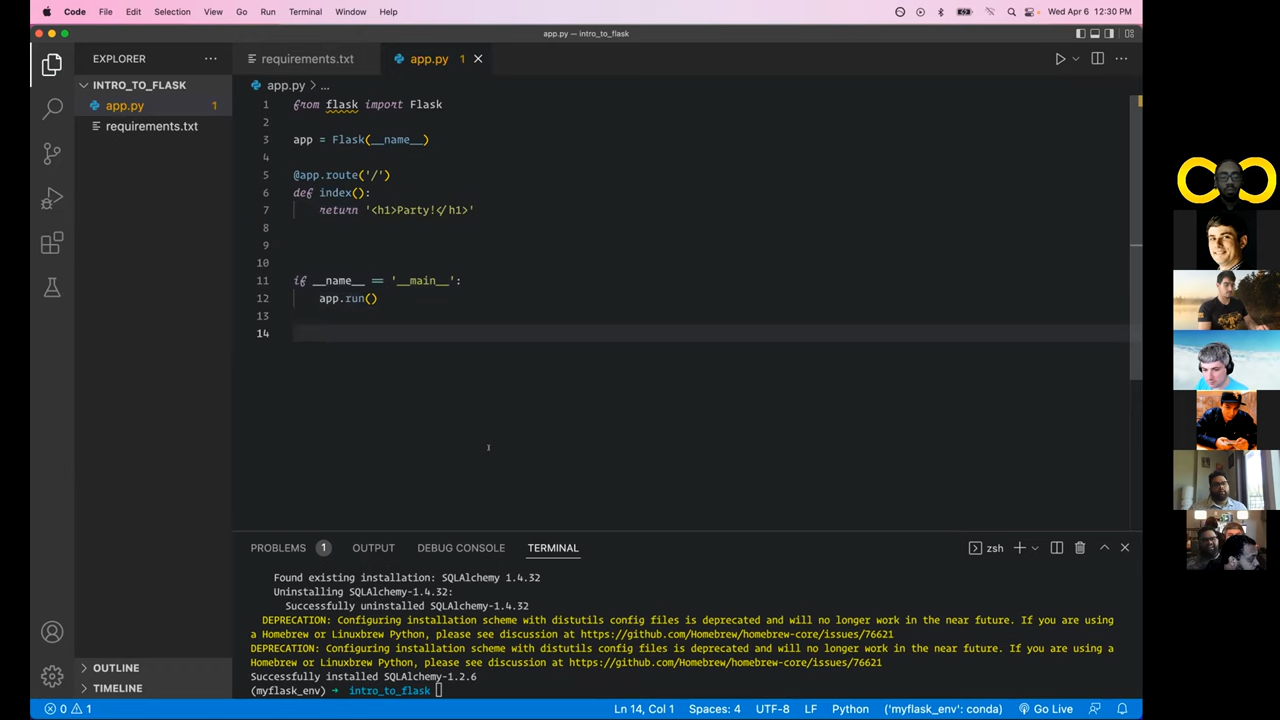 Code File Edit Selection View Go Run Terminal Window Help Wed Apr 6 12:30 PM
app.py — intro_to_flask
EXPLORER
requirements.txt
app.py 1
INTRO_TO_FLASK
app.py 1
requirements.txt
app.py > ...
1 from flask import Flask
2
3 app = Flask(__name__)
4
5 @app.route('/')
6 def index():
7 return '<h1>Party!</h1>'
8
9
10
11 if __name__ == '__main__':
12 app.run()
13
14
PROBLEMS 1 OUTPUT DEBUG CONSOLE TERMINAL zsh
Found existing installation: SQLAlchemy 1.4.32
Uninstalling SQLAlchemy-1.4.32:
Successfully uninstalled SQLAlchemy-1.4.32
DEPRECATION: Configuring installation scheme with distutils config files is deprecated and will no longer work in the near future. If you are using
a Homebrew or Linuxbrew Python, please see discussion at https://github.com/Homebrew/homebrew-core/issues/76621
DEPRECATION: Configuring installation scheme with distutils config files is deprecated and will no longer work in the near future. If you are using a
Homebrew or Linuxbrew Python, please see discussion at https://github.com/Homebrew/homebrew-core/issues/76621
Successfully installed SQLAlchemy-1.2.6
(myflask_env) → intro_to_flask
OUTLINE
TIMELINE
0 1 Ln 14, Col 1 Spaces: 4 UTF-8 LF Python ('myflask_env': conda) Go Live